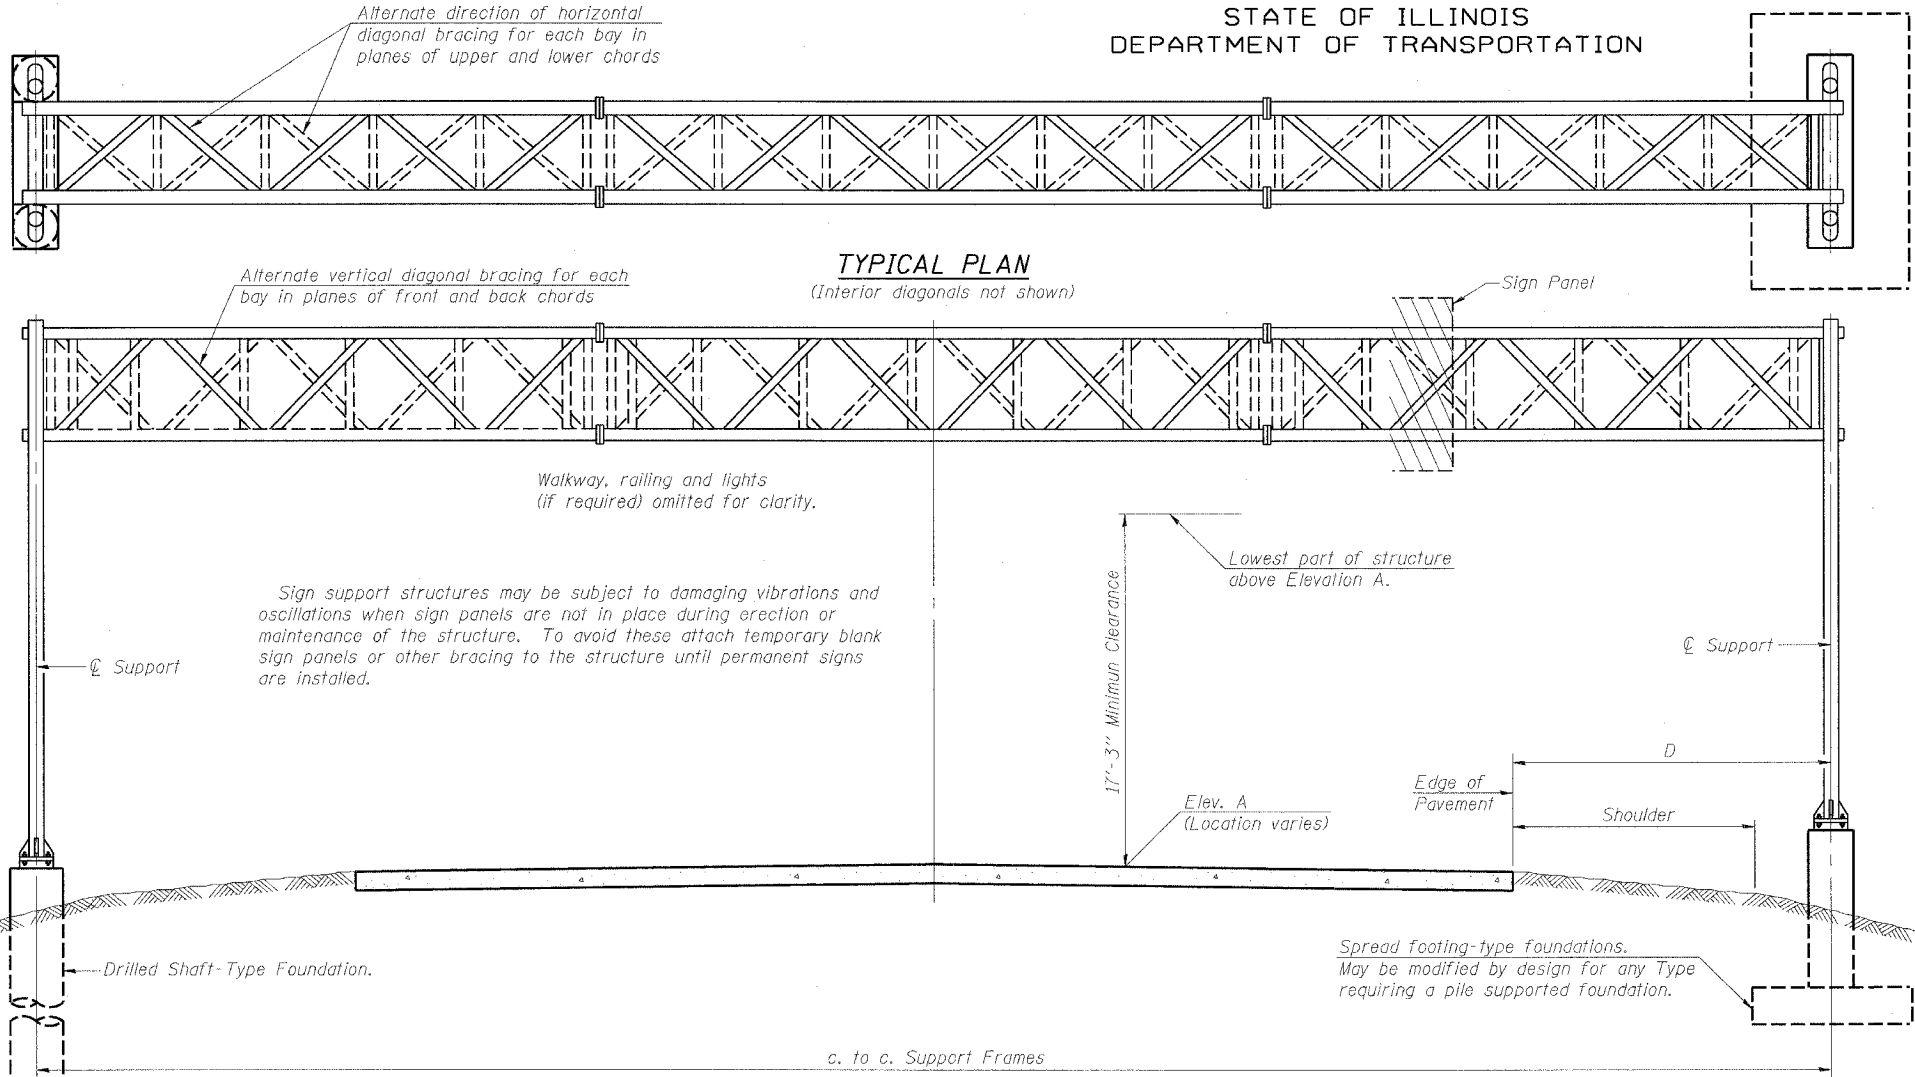 Alternate direction of horizontal
diagonal bracing for each bay in
planes of upper and lower chords
STATE OF ILLINOIS
DEPARTMENT OF TRANSPORTATION
TYPICAL PLAN
(Interior diagonals not shown)
Alternate vertical diagonal bracing for each
bay in planes of front and back chords
Sign Panel
Walkway, railing and lights
(if required) omitted for clarity.
Lowest part of structure
above Elevation A.
Sign support structures may be subject to damaging vibrations and
oscillations when sign panels are not in place during erection or
maintenance of the structure. To avoid these attach temporary blank
sign panels or other bracing to the structure until permanent signs
are installed.
17'-3" Minimun Clearance
℄ Support
℄ Support
D
Edge of
Pavement
Shoulder
Elev. A
(Location varies)
Drilled Shaft-Type Foundation.
Spread footing-type foundations.
May be modified by design for any Type
requiring a pile supported foundation.
c. to c. Support Frames